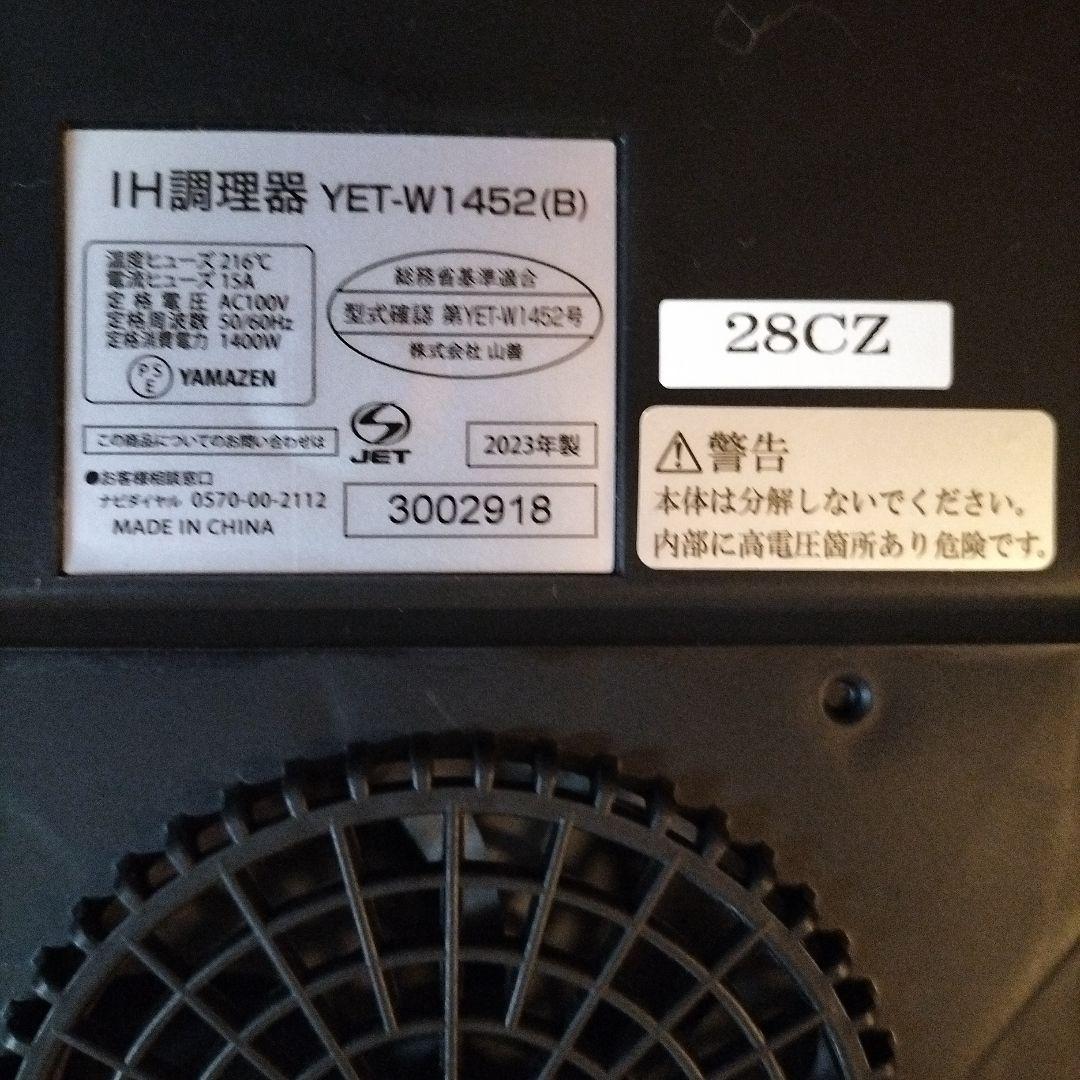 IH調理器 YET-W1452(B)
温度ヒューズ 216℃
電流ヒューズ 15A
定格電圧 AC100V
定格周波数 50/60Hz
定格消費電力 1400W
PSE YAMAZEN
総務省基準適合
型式確認 第YET-W1452号
株式会社 山善
この商品についてのお問い合わせは
●お客様相談窓口
ナビダイヤル 0570-00-2112
MADE IN CHINA
JET
2023年製
3002918
28CZ
⚠警告
本体は分解しないでください。
内部に高電圧箇所あり危険です。